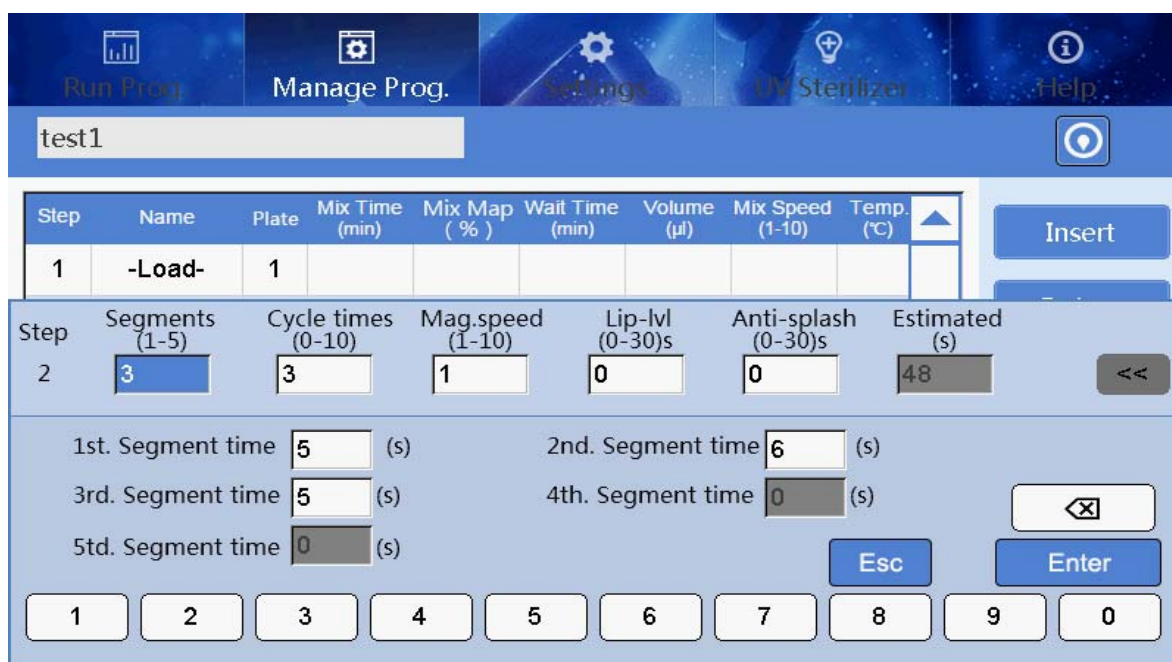 Run Prog.
Manage Prog.
Settings
UV Sterilizer
Help
test1
Step Name Plate Mix Time (min) Mix Map ( % ) Wait Time (min) Volume (µl) Mix Speed (1-10) Temp. (℃)
Insert
1 -Load- 1
Step Segments (1-5) Cycle times (0-10) Mag.speed (1-10) Lip-lvl (0-30)s Anti-splash (0-30)s Estimated (s)
2 3 3 1 0 0 48 <<
1st. Segment time 5 (s) 2nd. Segment time 6 (s)
3rd. Segment time 5 (s) 4th. Segment time 0 (s)
5td. Segment time 0 (s)
Esc Enter
1 2 3 4 5 6 7 8 9 0